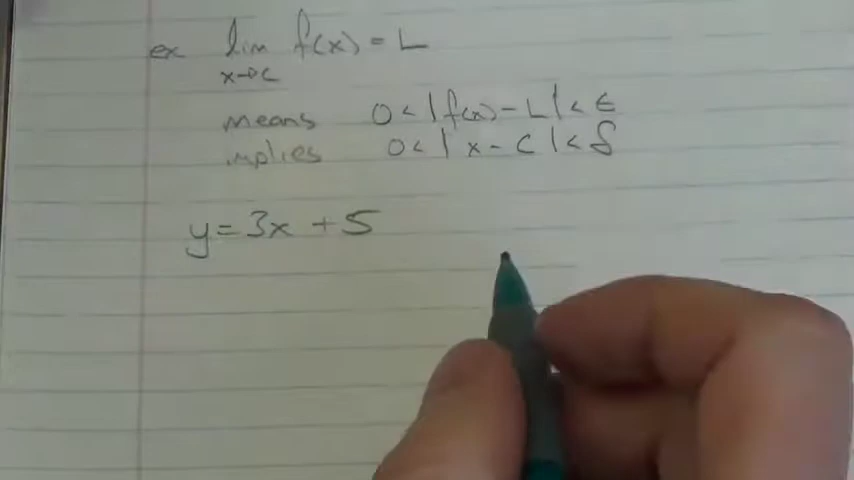 ex lim f(x) = L
x→c
means 0 < |f(x) - L| < ε
implies 0 < |x - c| < δ
y = 3x + 5